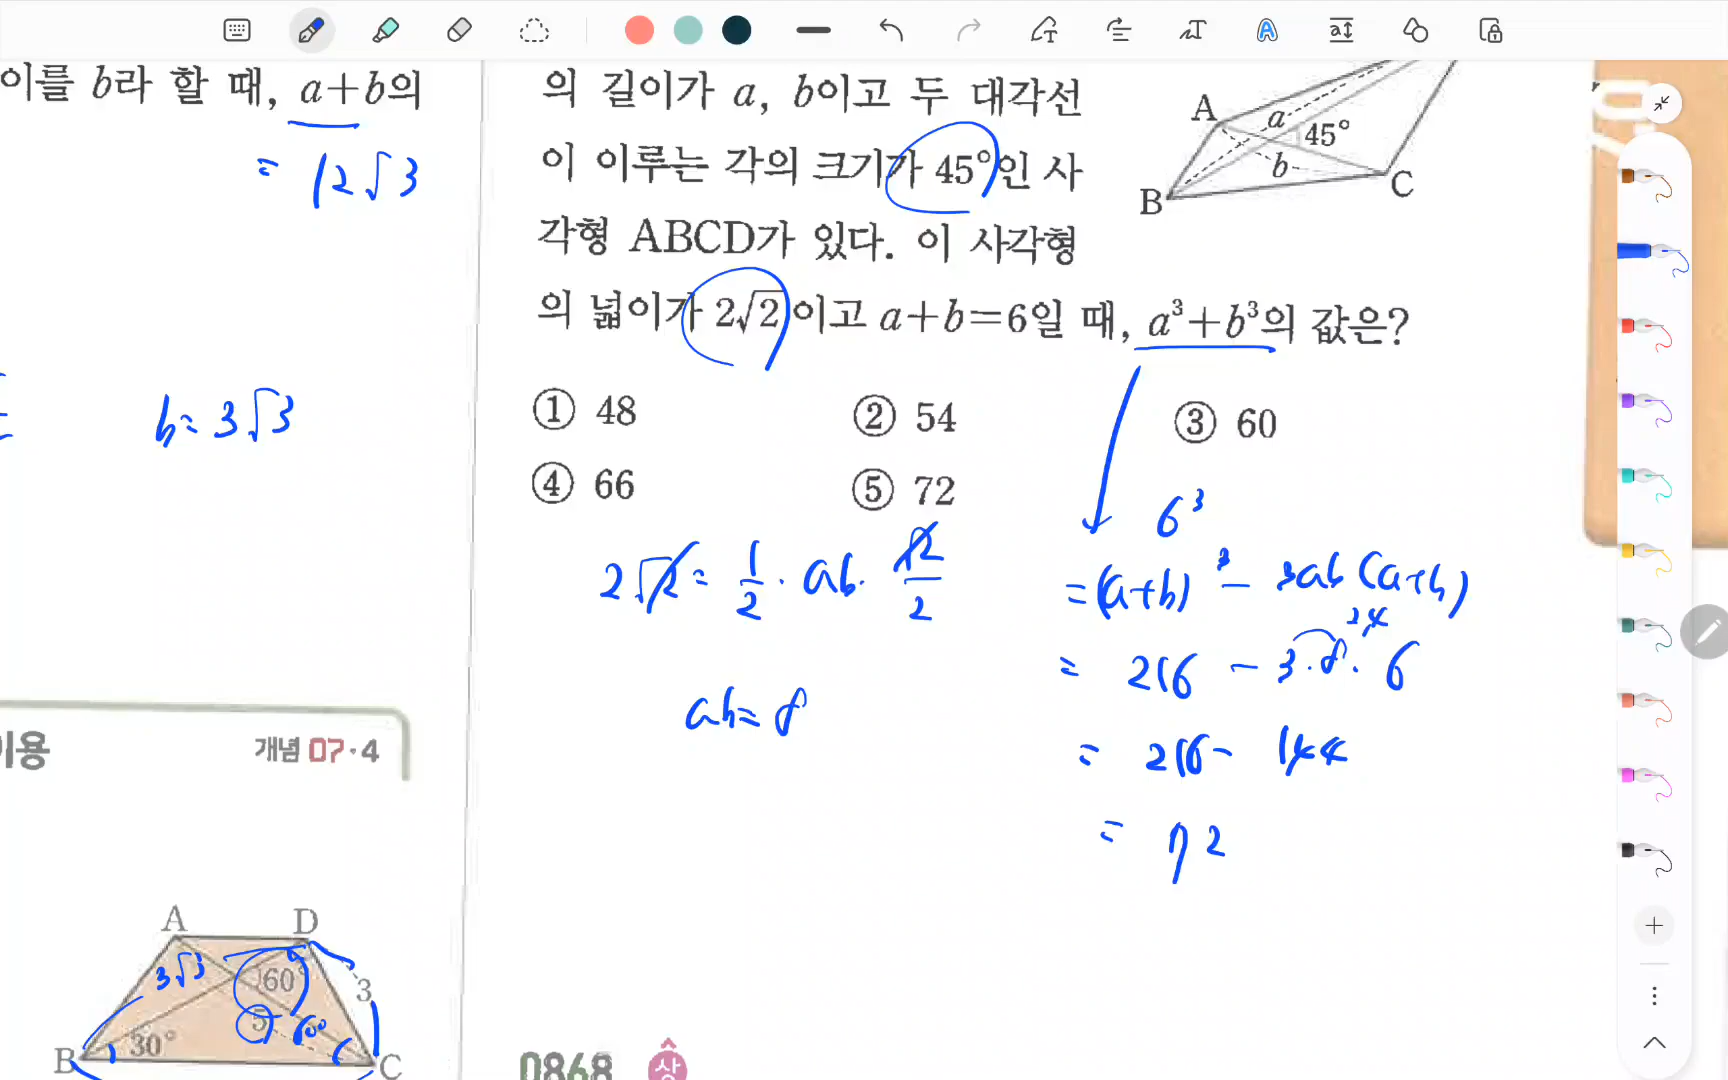 이를 b라 할 때, a+b의
= 12√3
b= 3√3
이용
개념 07·4
A
D
3√3
60°
3
5
60°
30°
B
C
의 길이가 a, b이고 두 대각선
이 이루는 각의 크기가 45°인 사
각형 ABCD가 있다. 이 사각형
의 넓이가 2√2이고 a+b=6일 때, a³+b³의 값은?
A
a
45°
b
B
C
① 48
② 54
③ 60
④ 66
⑤ 72
2√2 = 1/2 · ab · √2/2
ab= 8
6³
=(a+b)³ - 3ab(a+b)
24
= 216 - 3·8·6
= 216- 144
= 72
0868
상